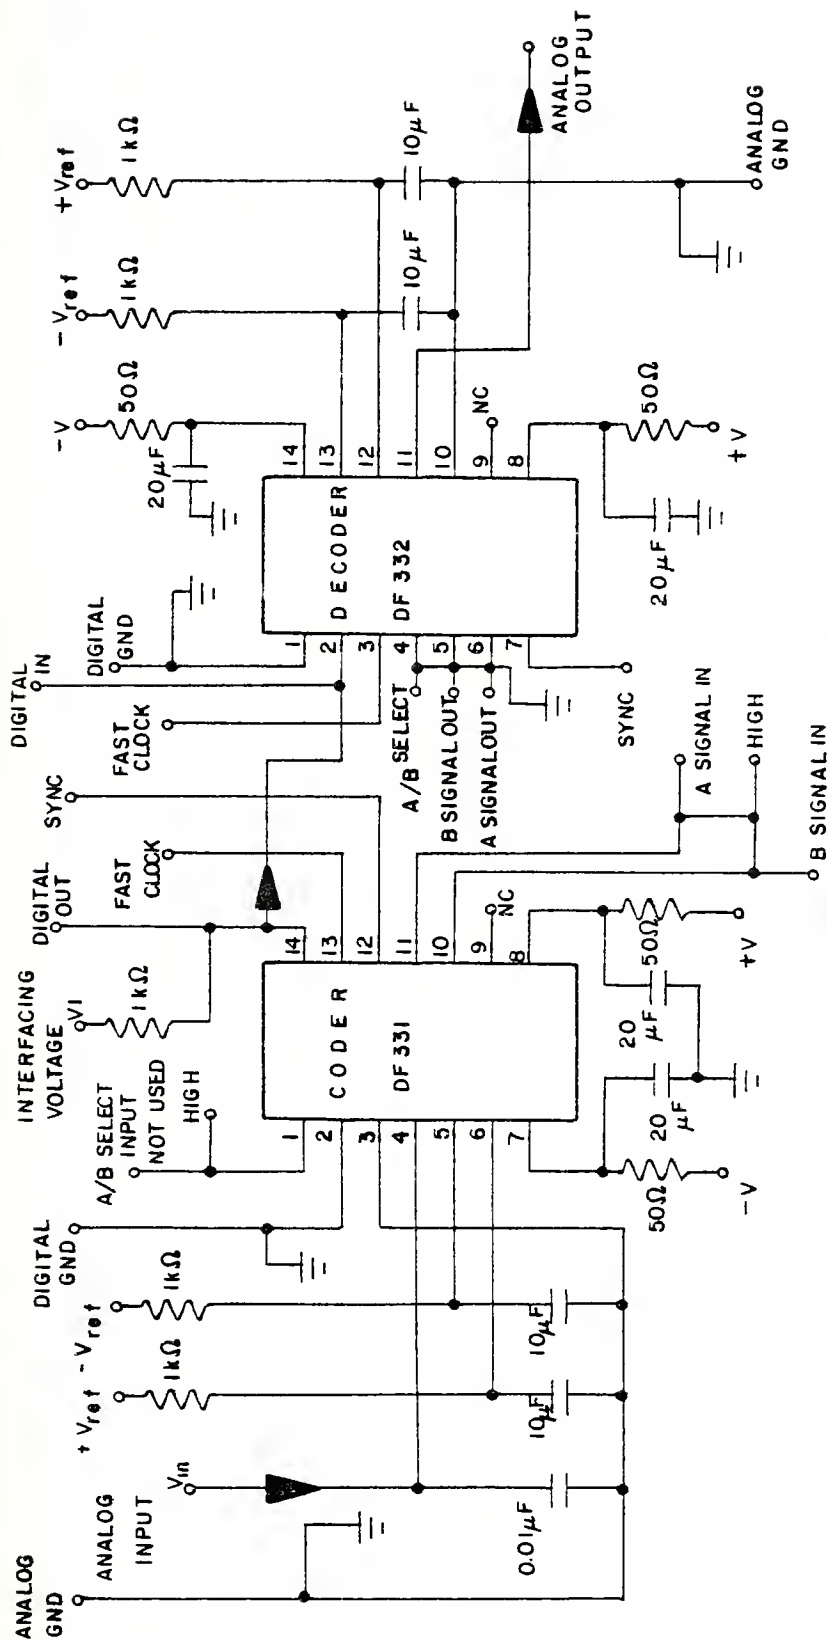 +Vref
1kΩ
10μF
ANALOG
OUTPUT
ANALOG
GND
-Vref
1kΩ
10μF
-V
50Ω
20μF
14
13
12
11
10
9
8
NC
50Ω
+V
20μF
DECODER
DF 332
1
2
3
4
5
6
7
DIGITAL
GND
DIGITAL
IN
FAST
CLOCK
A/B SELECT
B SIGNAL OUT
A SIGNAL OUT
SYNC
SYNC
FAST
CLOCK
DIGITAL
OUT
A SIGNAL IN
HIGH
B SIGNAL IN
14
13
12
11
10
9
8
NC
50Ω
+V
20
μF
INTERFACING
VOLTAGE
VI
1kΩ
CODER
DF 331
1
2
3
4
5
6
7
20
μF
50Ω
-V
A/B SELECT
INPUT
NOT USED
HIGH
DIGITAL
GND
-Vref
1kΩ
10μF
+Vref
1kΩ
10μF
ANALOG
INPUT
Vin
0.01μF
ANALOG
GND